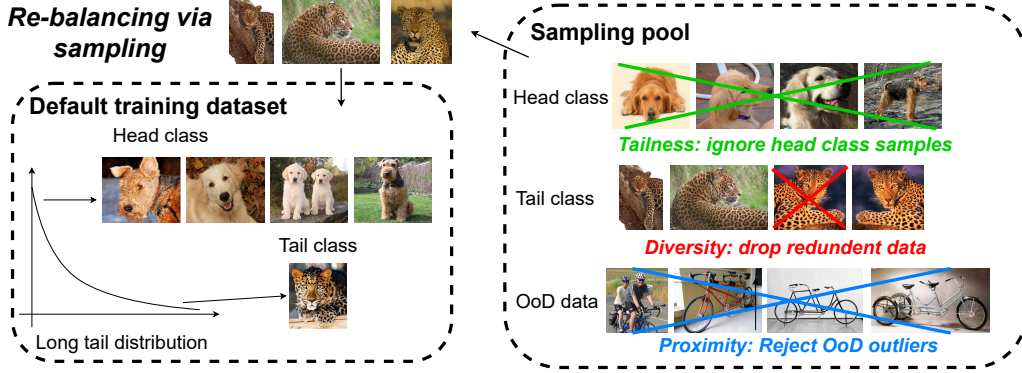 Re-balancing via
sampling
Default training dataset
Head class
Tail class
Long tail distribution
Sampling pool
Head class
Tailness: ignore head class samples
Tail class
Diversity: drop redundent data
OoD data
Proximity: Reject OoD outliers